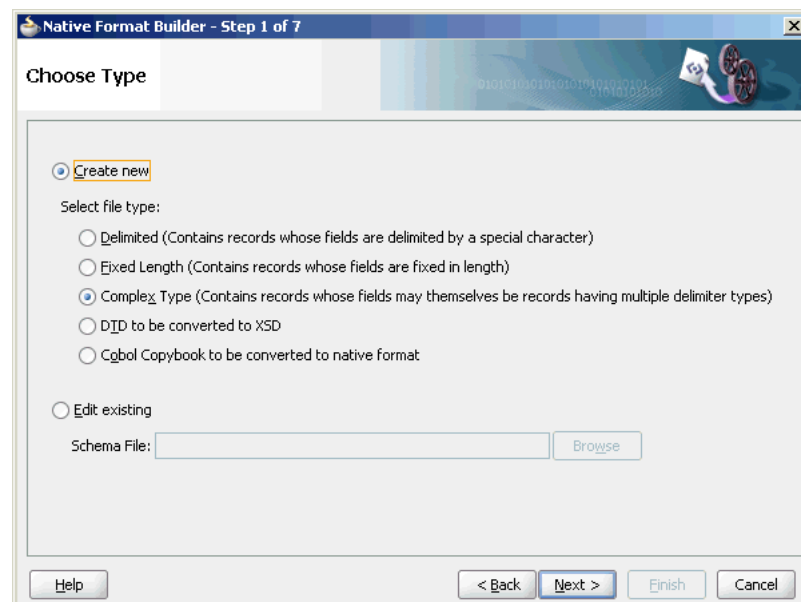 Native Format Builder - Step 1 of 7
Choose Type
0101010101010101010101010101
01010101010
Create new
Select file type:
Delimited (Contains records whose fields are delimited by a special character)
Fixed Length (Contains records whose fields are fixed in length)
Complex Type (Contains records whose fields may themselves be records having multiple delimiter types)
DTD to be converted to XSD
Cobol Copybook to be converted to native format
Edit existing
Schema File:
Browse
Help
< Back
Next >
Finish
Cancel